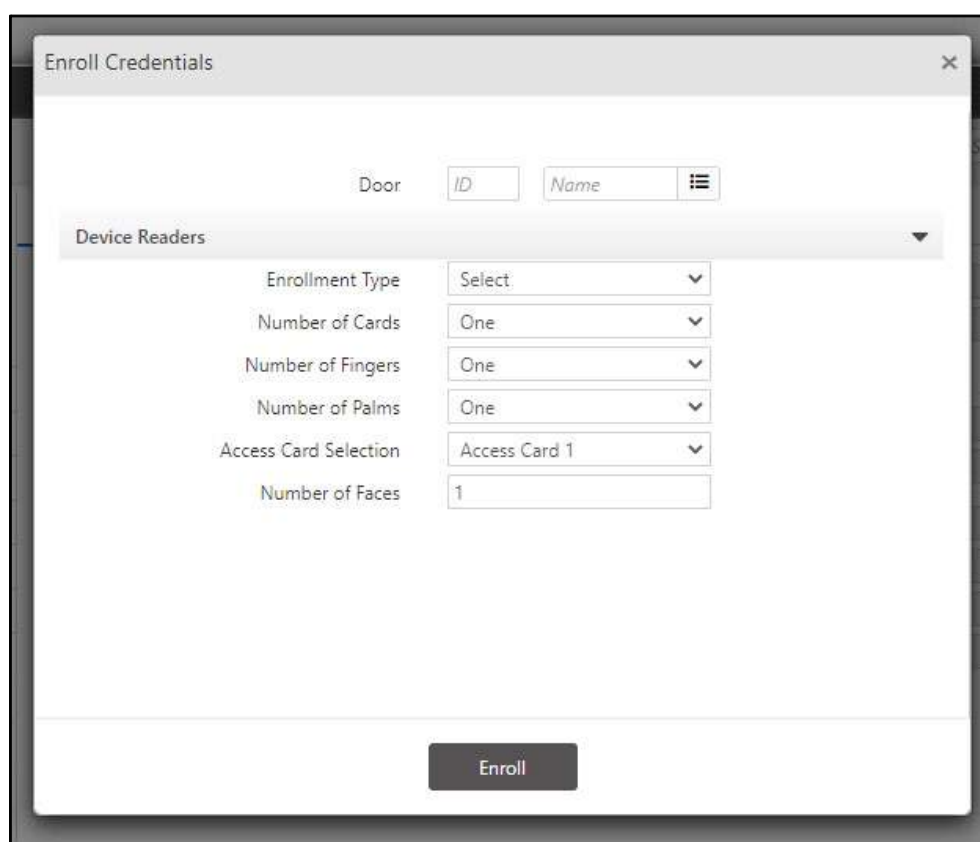 Enroll Credentials
Door ID Name
Device Readers
Enrollment Type Select
Number of Cards One
Number of Fingers One
Number of Palms One
Access Card Selection Access Card 1
Number of Faces 1
Enroll